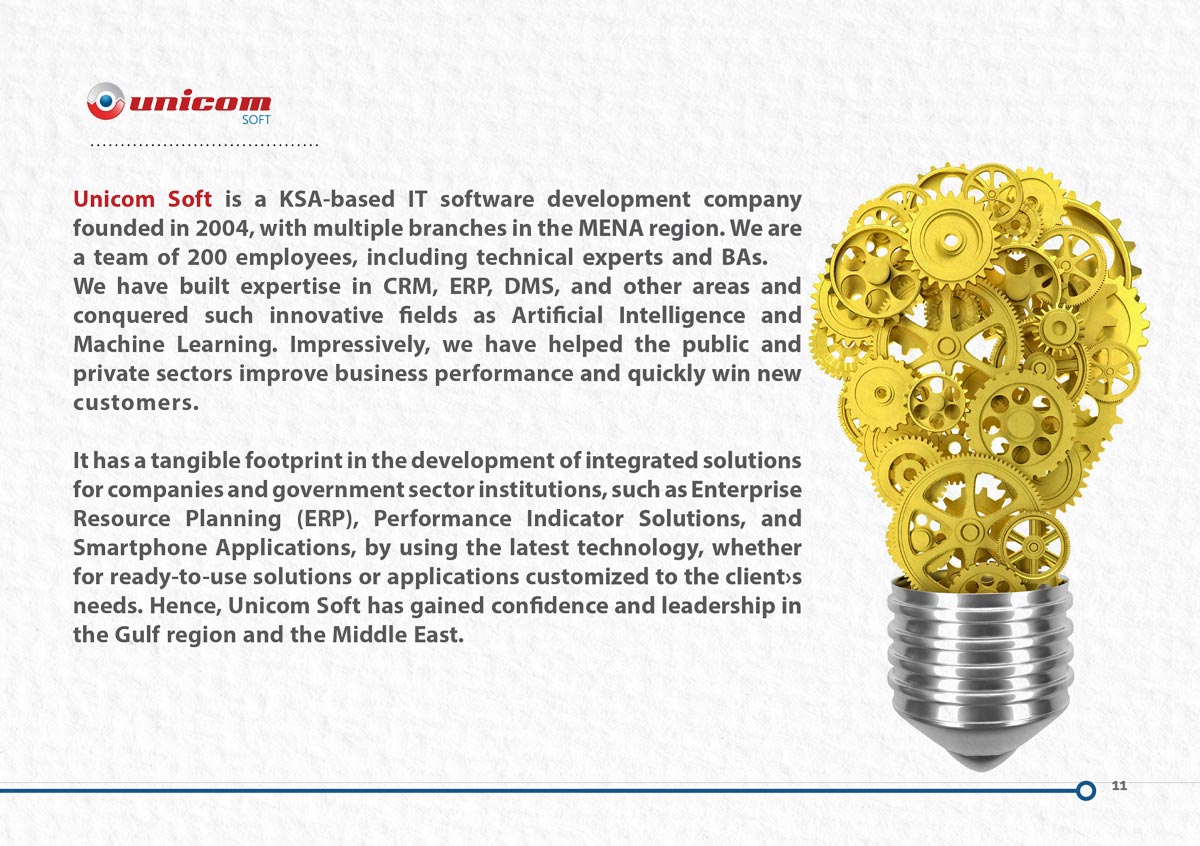 unicom
SOFT
Unicom Soft is a KSA-based IT software development company
founded in 2004, with multiple branches in the MENA region. We are
a team of 200 employees, including technical experts and BAs.
We have built expertise in CRM, ERP, DMS, and other areas and
conquered such innovative fields as Artificial Intelligence and
Machine Learning. Impressively, we have helped the public and
private sectors improve business performance and quickly win new
customers.
It has a tangible footprint in the development of integrated solutions
for companies and government sector institutions, such as Enterprise
Resource Planning (ERP), Performance Indicator Solutions, and
Smartphone Applications, by using the latest technology, whether
for ready-to-use solutions or applications customized to the client›s
needs. Hence, Unicom Soft has gained confidence and leadership in
the Gulf region and the Middle East.
11